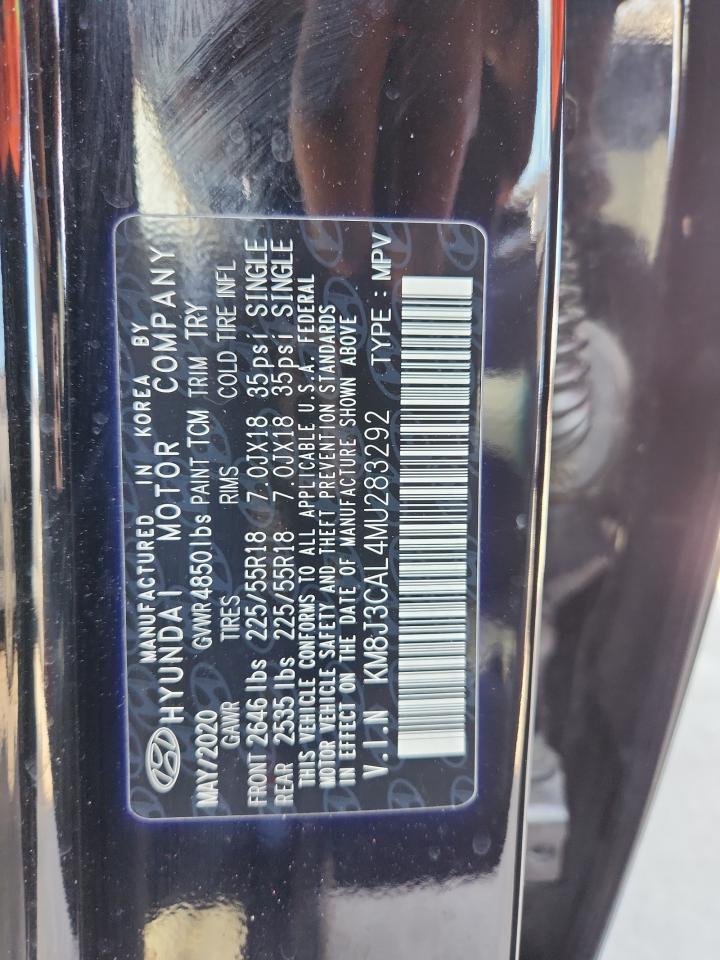 MANUFACTURED IN KOREA BY
HYUNDAI MOTOR COMPANY
MAY/2020 GVWR 4850 lbs PAINT TCM TRIM TRY
GAWR TIRES RIMS COLD TIRE INFL
FRONT 2646 lbs 225/55R18 7.0JX18 35psi SINGLE
REAR 2535 lbs 225/55R18 7.0JX18 35psi SINGLE
THIS VEHICLE CONFORMS TO ALL APPLICABLE U.S.A. FEDERAL
MOTOR VEHICLE SAFETY AND THEFT PREVENTION STANDARDS
IN EFFECT ON THE DATE OF MANUFACTURE SHOWN ABOVE
V.I.N KM8J3CAL4MU283292 TYPE : MPV